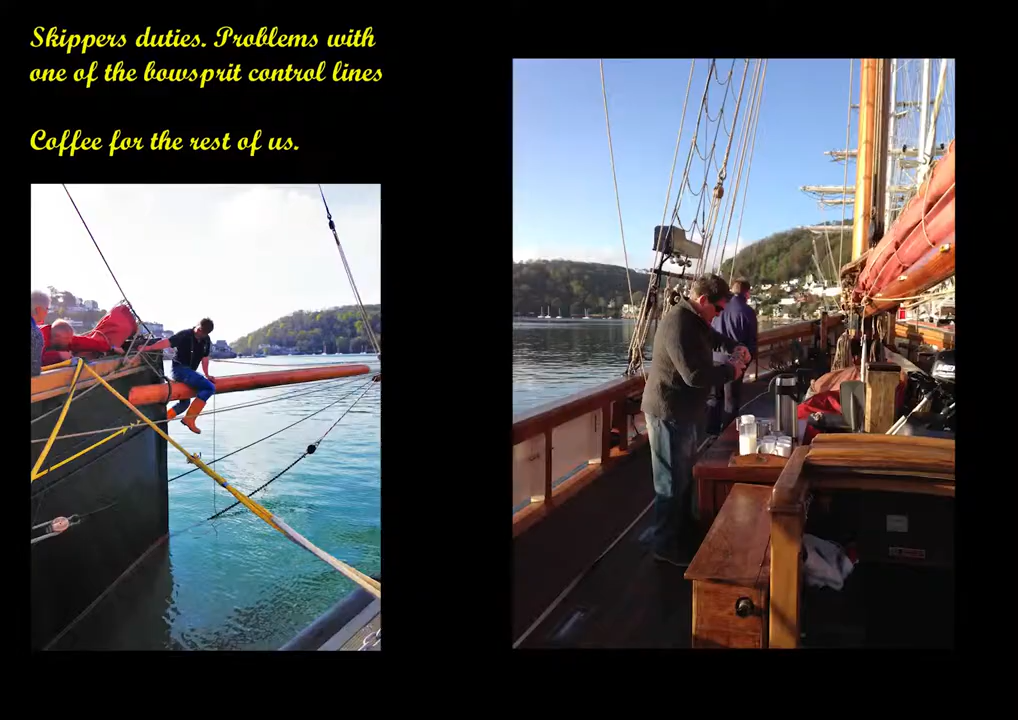 Skippers duties. Problems with
one of the bowsprit control lines
Coffee for the rest of us.